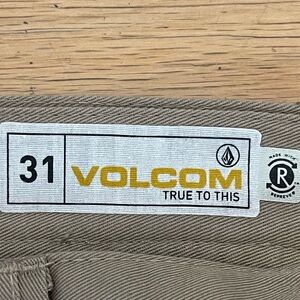 31
VOLCOM
TRUE TO THIS
MADE WITH
R
REPREVE